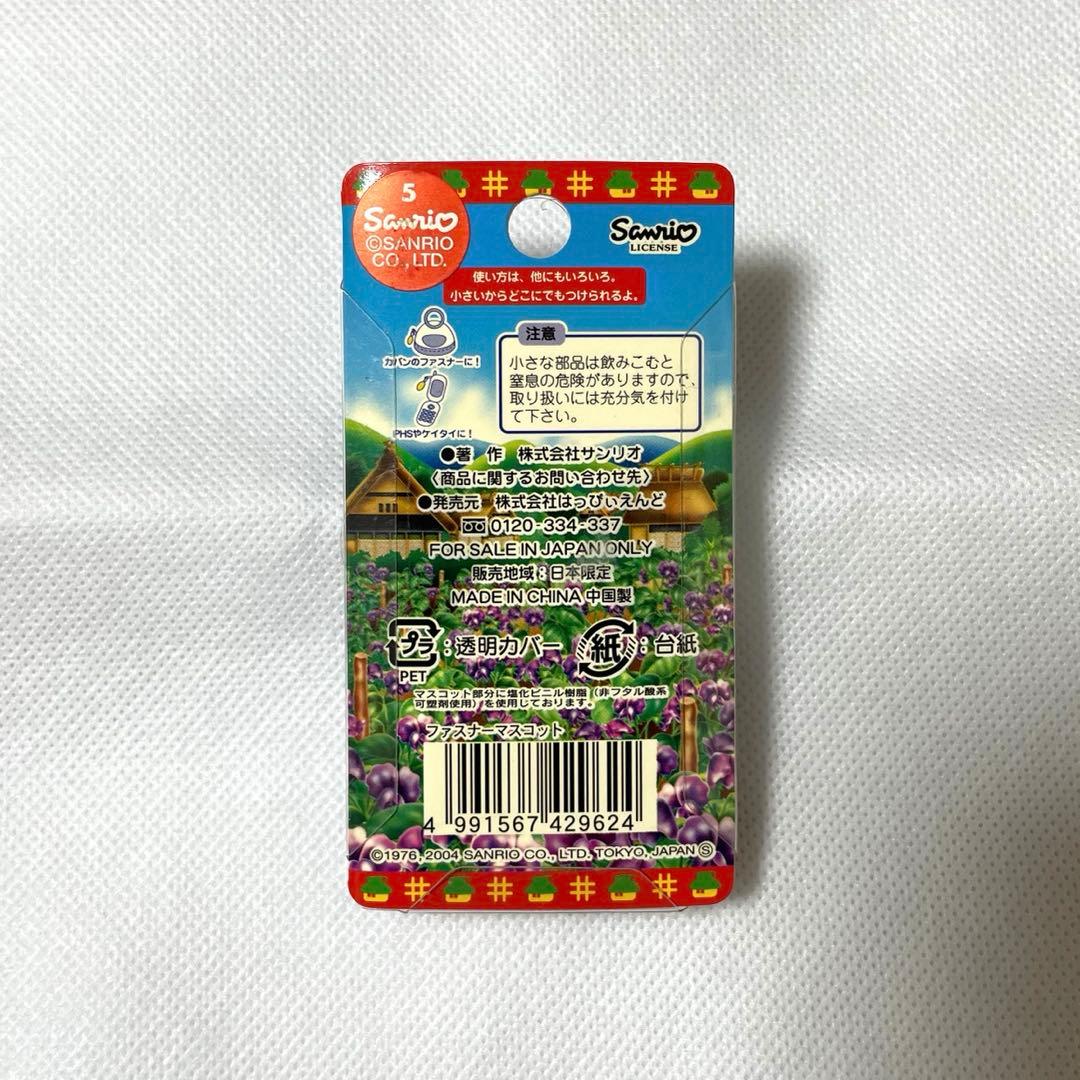 5
Sanrio
©SANRIO
CO., LTD.
Sanrio
LICENSE
使い方は、他にもいろいろ。
小さいからどこにでもつけられるよ。
カバンのファスナーに!
PHSやケイタイに!
注意
小さな部品は飲みこむと
窒息の危険がありますので、
取り扱いには充分気を付け
て下さい。
●著 作 株式会社サンリオ
〈商品に関するお問い合わせ先〉
●発売元 株式会社はっぴぃえんど
0120-334-337
FOR SALE IN JAPAN ONLY
販売地域:日本限定
MADE IN CHINA 中国製
プラ:透明カバー 紙:台紙
PET
マスコット部分に塩化ビニル樹脂(非フタル酸系
可塑剤使用)を使用しております。
ファスナーマスコット
4 991567 429624
©1976, 2004 SANRIO CO., LTD. TOKYO, JAPAN Ⓢ